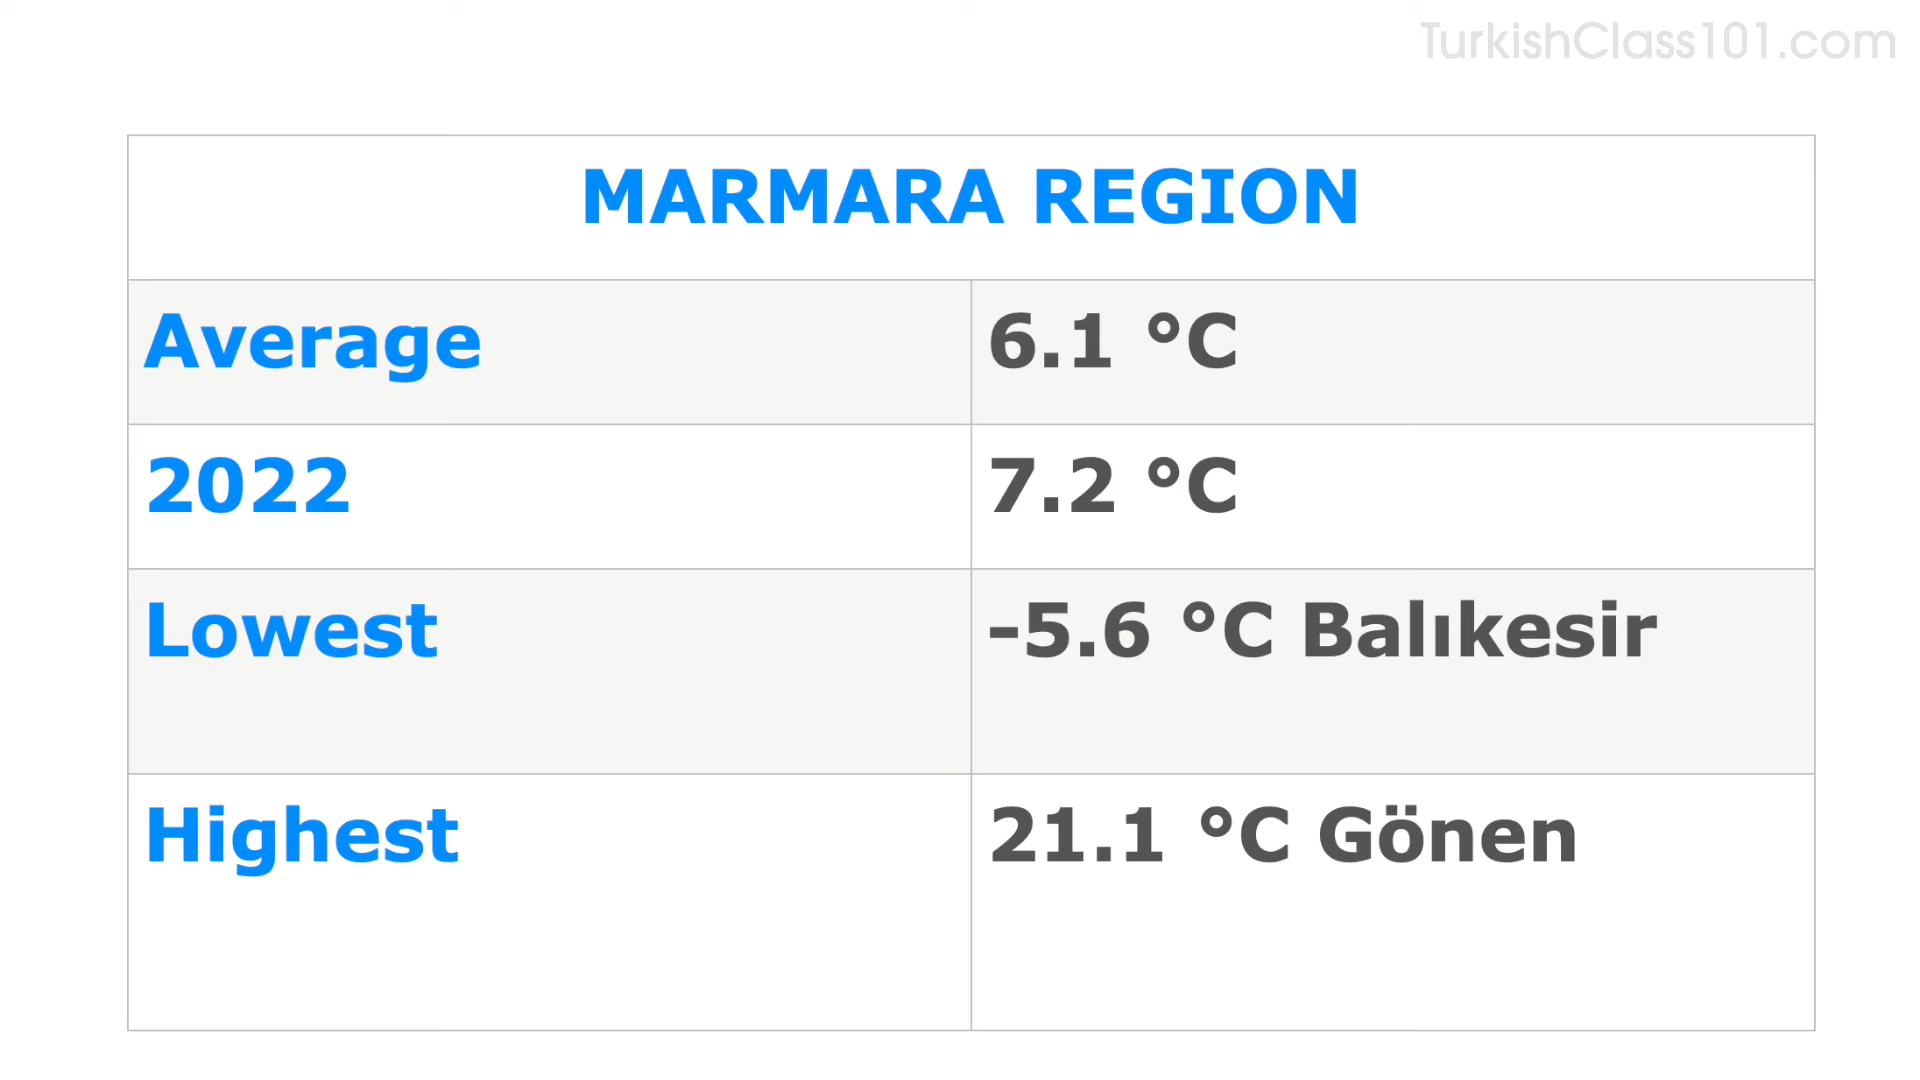 TurkishClass101.com
MARMARA REGION
Average 6.1 °C
2022 7.2 °C
Lowest -5.6 °C Balıkesir
Highest 21.1 °C Gönen